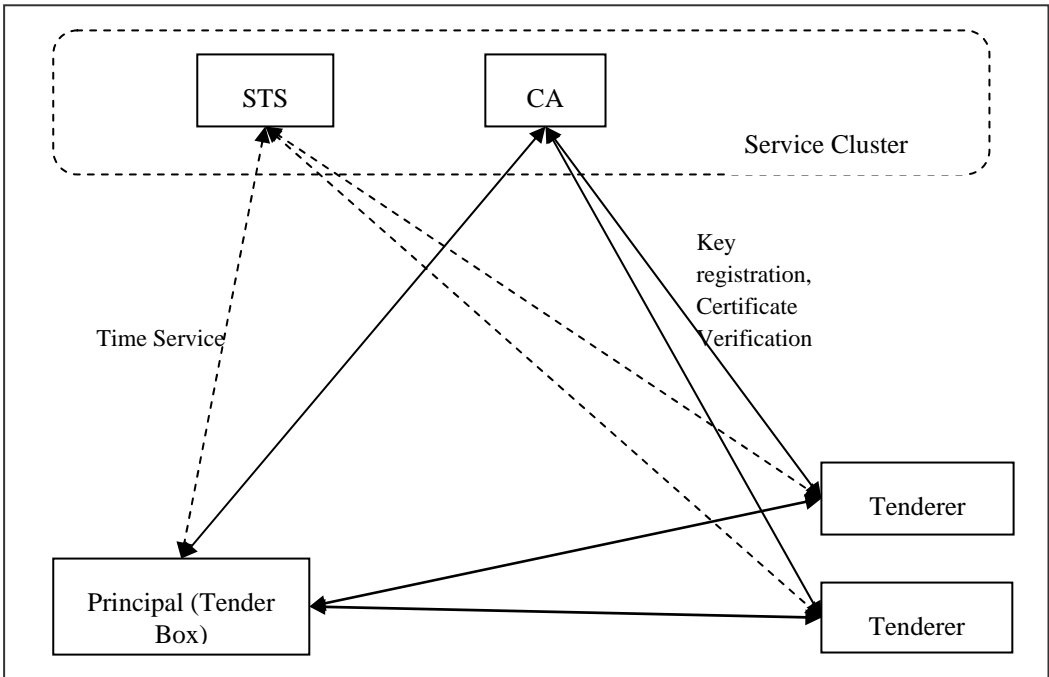 STS
CA
Service Cluster
Key
registration,
Certificate
Verification
Time Service
Tenderer
Principal (Tender
Box)
Tenderer